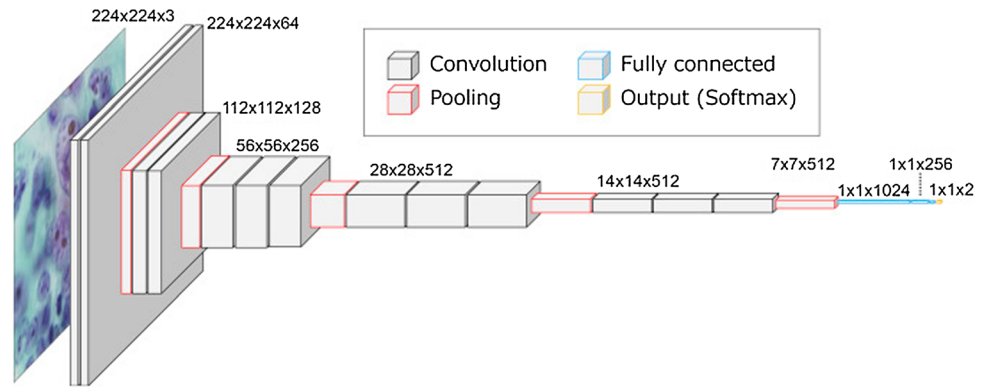 224x224x3
224x224x64
112x112x128
56x56x256
28x28x512
14x14x512
7x7x512
1x1x1024
1x1x256
1x1x2
Convolution
Pooling
Fully connected
Output (Softmax)